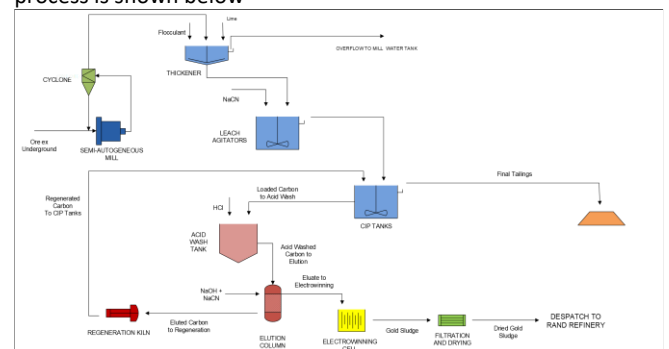 process is shown below
Flocculant
Lime
OVERFLOW TO MILL WATER TANK
THICKENER
CYCLONE
NaCN
LEACH
AGITATORS
Ore ex
Underground
SEMI-AUTOGENEOUS
MILL
Final Tailings
Regenerated
Carbon
To CIP Tanks
Loaded Carbon
to Acid Wash
HCl
CIP TANKS
ACID
WASH
TANK
Acid Washed
Carbon to
Elution
Eluate to
Electrowinning
NaOH +
NaCN
DESPATCH TO
RAND REFINERY
Gold Sludge
Dried Gold
Sludge
Eluted Carbon
to Regeneration
REGENERATION KILN
ELUTION
COLUMN
ELECTROWINNING
CELL
FILTRATION
AND DRYING